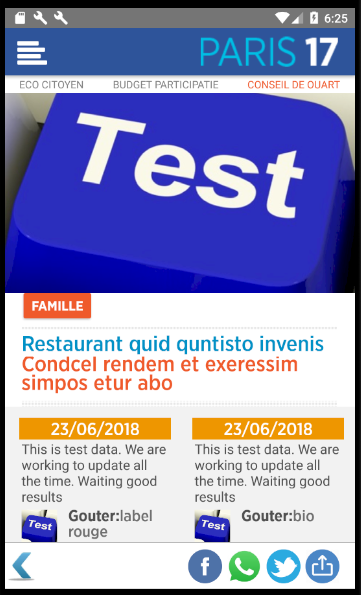 6:25
PARIS 17
ECO CITOYEN BUDGET PARTICIPATIE CONSEIL DE QUART
Test
FAMILLE
Restaurant quid quntisto invenis
Condcel rendem et exeressim
simpos etur abo
23/06/2018
This is test data. We are
working to update all
the time. Waiting good
results
Test
Gouter:label
rouge
23/06/2018
This is test data. We are
working to update all
the time. Waiting good
results
Test
Gouter:bio